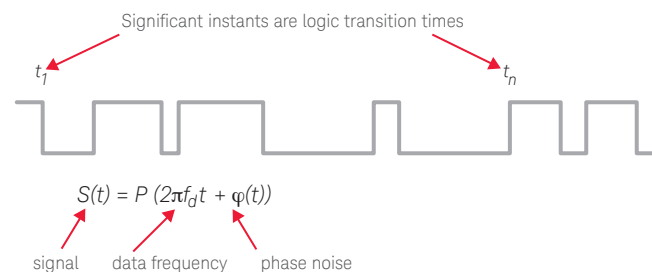 Significant instants are logic transition times
t1 tn
S(t) = P (2πfdt + φ(t))
signal data frequency phase noise